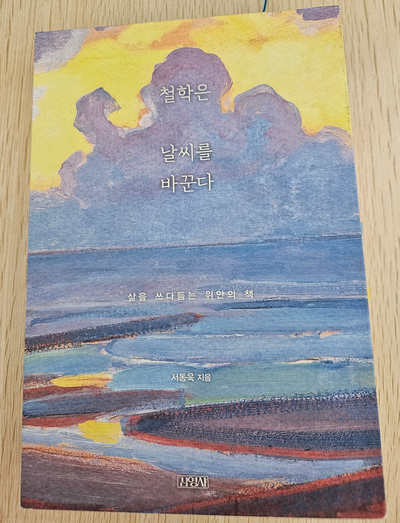 철학은
날씨를
바꾼다
삶을 쓰다듬는 위안의 책
서동욱 지음
김영사